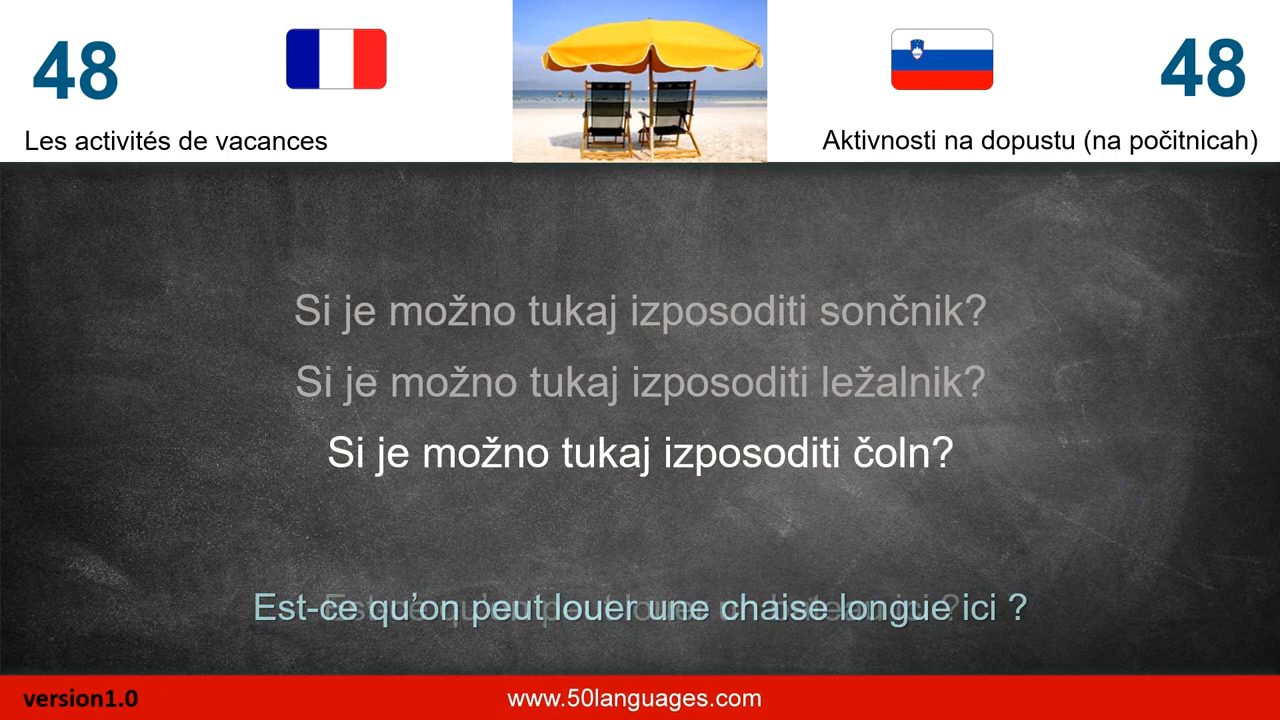 48
48
Les activités de vacances
Aktivnosti na dopustu (na počitnicah)
Si je možno tukaj izposoditi sončnik?
Si je možno tukaj izposoditi ležalnik?
Si je možno tukaj izposoditi čoln?
Est-ce qu’on peut louer une chaise longue ici ?
version1.0
www.50languages.com